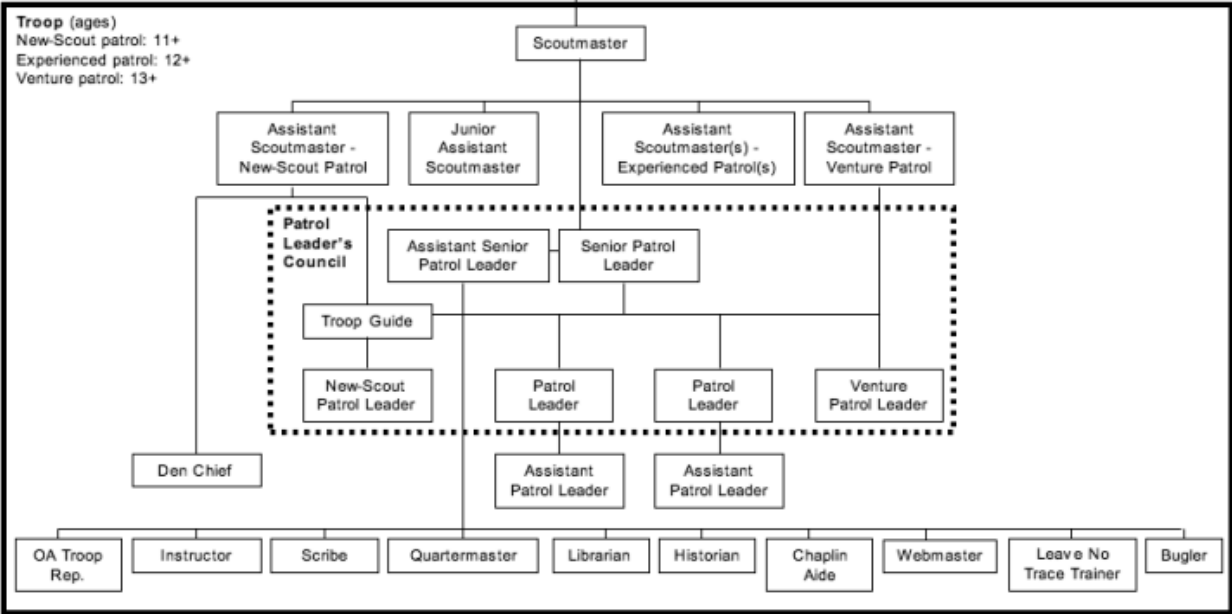 Troop (ages)
New-Scout patrol: 11+
Experienced patrol: 12+
Venture patrol: 13+
Scoutmaster
Assistant
Scoutmaster -
New-Scout Patrol
Junior
Assistant
Scoutmaster
Assistant
Scoutmaster(s) -
Experienced Patrol(s)
Assistant
Scoutmaster -
Venture Patrol
Patrol
Leader's
Council
Assistant Senior
Patrol Leader
Senior Patrol
Leader
Troop Guide
New-Scout
Patrol Leader
Patrol
Leader
Patrol
Leader
Venture
Patrol Leader
Den Chief
Assistant
Patrol Leader
Assistant
Patrol Leader
OA Troop
Rep.
Instructor
Scribe
Quartermaster
Librarian
Historian
Chaplin
Aide
Webmaster
Leave No
Trace Trainer
Bugler